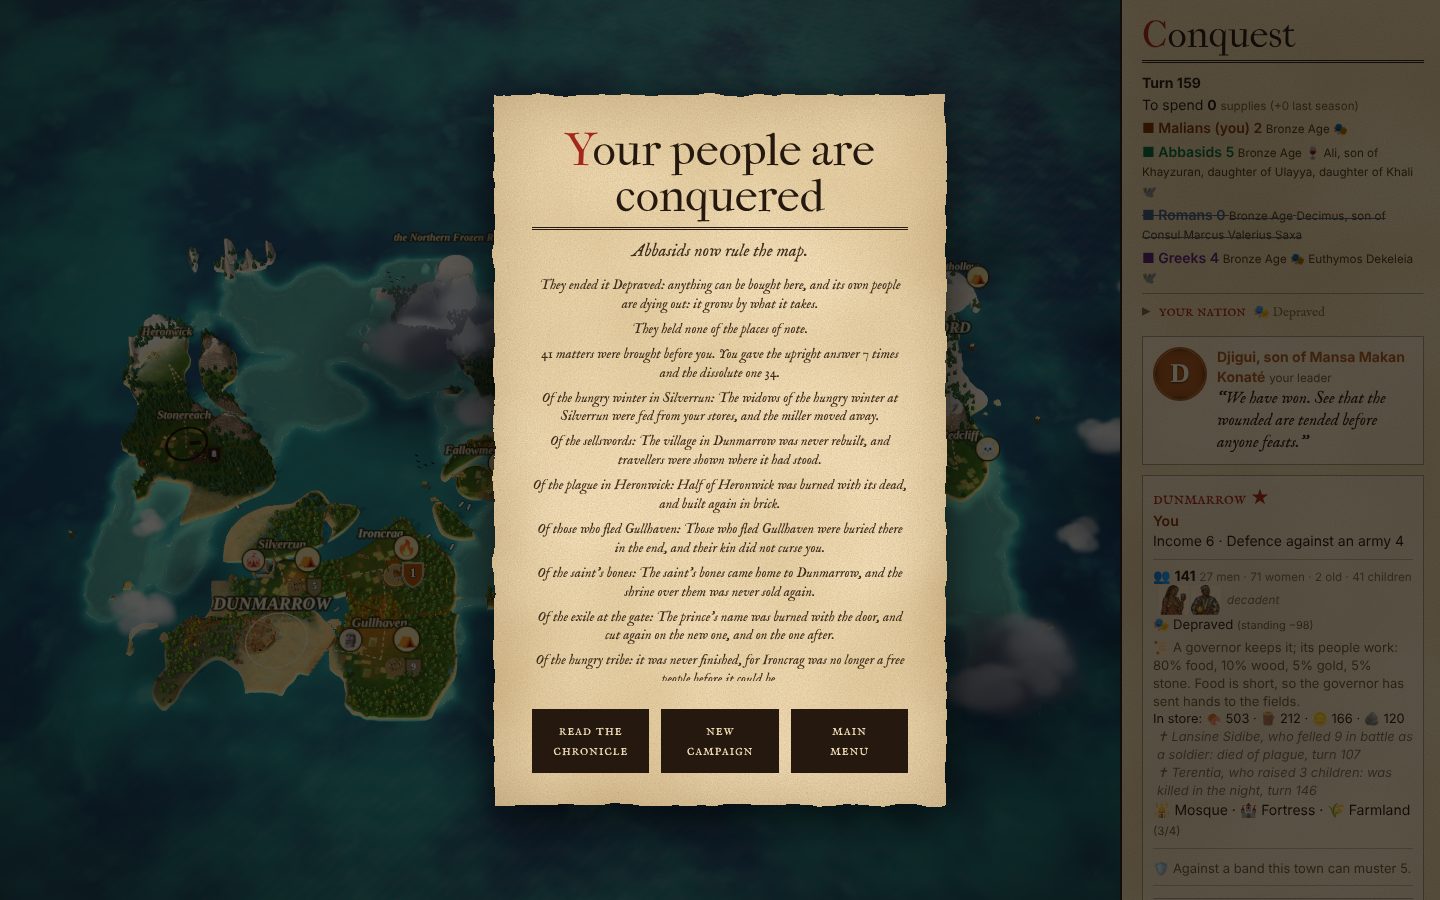 the Northern Frozen
Heronwick
Stonereach
Silverrun
Ironcrag
DUNMARROW
Gullhaven
5
1
9
Your people are
conquered
Abbasids now rule the map.
They ended it Depraved: anything can be bought here, and its own people
are dying out: it grows by what it takes.
They held none of the places of note.
41 matters were brought before you. You gave the upright answer 7 times
and the dissolute one 34.
Of the hungry winter in Silverrun: The widows of the hungry winter at
Silverrun were fed from your stores, and the miller moved away.
Of the sellswords: The village in Dunmarrow was never rebuilt, and
travellers were shown where it had stood.
Of the plague in Heronwick: Half of Heronwick was burned with its dead,
and built again in brick.
Of those who fled Gullhaven: Those who fled Gullhaven were buried there
in the end, and their kin did not curse you.
Of the saint's bones: The saint's bones came home to Dunmarrow, and the
shrine over them was never sold again.
Of the exile at the gate: The prince's name was burned with the door, and
cut again on the new one, and on the one after.
Of the hungry tribe: it was never finished, for Ironcrag was no longer a free
people before it could be
READ THE
CHRONICLE
NEW
CAMPAIGN
MAIN
MENU
Conquest
Turn 159
To spend 0 supplies (+0 last season)
Malians (you) 2 Bronze Age
Abbasids 5 Bronze Age 🍷 Ali, son of
Khayzuran, daughter of Ulayya, daughter of Khali
Romans 0 Bronze Age Decimus, son of
Consul Marcus Valerius Saxa
Greeks 4 Bronze Age 🎭 Euthymos Dekeleia
YOUR NATION 🎭 Depraved
D
Djigui, son of Mansa Makan
Konaté your leader
“We have won. See that the
wounded are tended before
anyone feasts.”
DUNMARROW ★
You
Income 6 · Defence against an army 4
141 27 men · 71 women · 2 old · 41 children
decadent
Depraved (standing −98)
A governor keeps it; its people work:
80% food, 10% wood, 5% gold, 5%
stone. Food is short, so the governor has
sent hands to the fields.
In store: 503 · 212 · 166 · 120
† Lansine Sidibe, who felled 9 in battle as
a soldier: died of plague, turn 107
† Terentia, who raised 3 children: was
killed in the night, turn 146
Mosque · Fortress · Farmland
(3/4)
Against a band this town can muster 5.